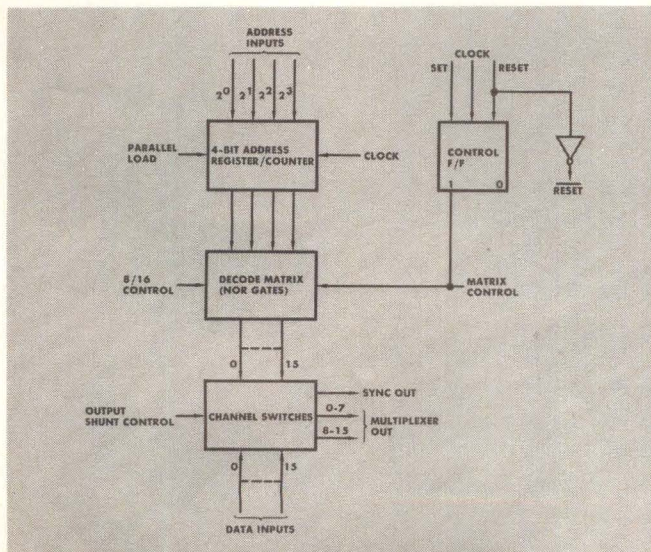 ADDRESS
INPUTS
2⁰ 2¹ 2² 2³
CLOCK
SET
RESET
PARALLEL
LOAD
4-BIT ADDRESS
REGISTER/COUNTER
CLOCK
CONTROL
F/F
1 0
RESET
8/16
CONTROL
DECODE MATRIX
(NOR GATES)
MATRIX
CONTROL
0 15
SYNC OUT
OUTPUT
SHUNT CONTROL
CHANNEL SWITCHES
0-7
MULTIPLEXER
OUT
8-15
0 15
DATA INPUTS